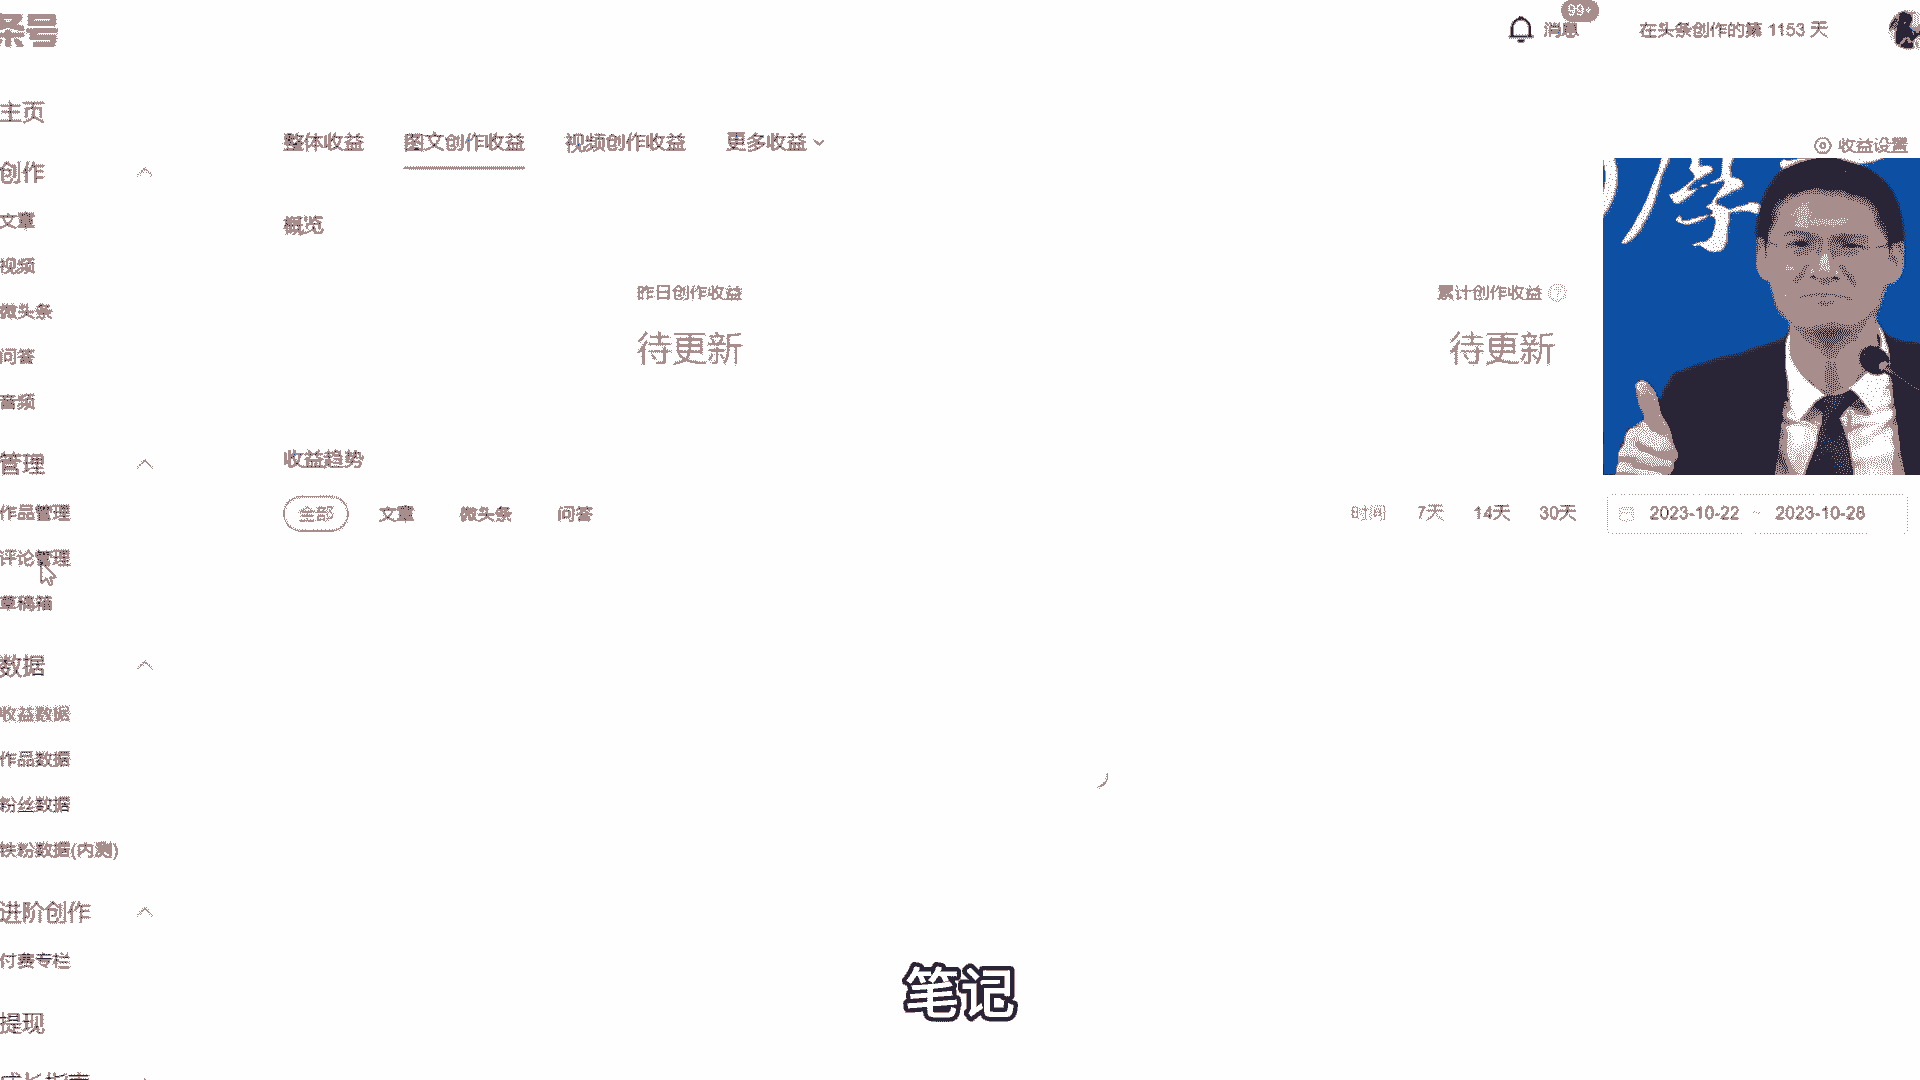 条号
消息
99+
在头条创作的第 1153 天
主页
创作
文章
视频
微头条
问答
音频
管理
作品管理
评论管理
草稿箱
数据
收益数据
作品数据
粉丝数据
铁粉数据(内测)
进阶创作
付费专栏
提现
成长指南
整体收益 图文创作收益 视频创作收益 更多收益
收益设置
概览
昨日创作收益
待更新
累计创作收益
待更新
收益趋势
全部 文章 微头条 问答
时间 7天 14天 30天 2023-10-22 ~ 2023-10-28
厚
笔记